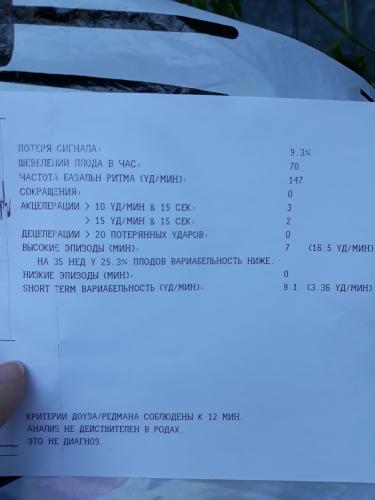 ПОТЕРЯ СИГНАЛА: 9.3%
ШЕВЕЛЕНИЙ ПЛОДА В ЧАС: 70
ЧАСТОТА БАЗАЛЬН РИТМА (УД/МИН): 147
СОКРАЩЕНИЯ: 0
АКЦЕЛЕРАЦИИ > 10 УД/МИН & 15 СЕК: 3
> 15 УД/МИН & 15 СЕК: 2
ДЕЦЕЛЕРАЦИИ > 20 ПОТЕРЯННЫХ УДАРОВ: 0
ВЫСОКИЕ ЭПИЗОДЫ (МИН): 7 (16.5 УД/МИН)
НА 35 НЕД У 25.3% ПЛОДОВ ВАРИАБЕЛЬНОСТЬ НИЖЕ.
НИЗКИЕ ЭПИЗОДЫ (МИН): 0
SHORT TERM ВАРИАБЕЛЬНОСТЬ (УД/МИН): 9.1 (3.36 УД/МИН)
КРИТЕРИИ ДОУЗА/РЕДМАНА СОБЛЮДЕНЫ К 12 МИН.
АНАЛИЗ НЕ ДЕЙСТВИТЕЛЕН В РОДАХ.
ЭТО НЕ ДИАГНОЗ.